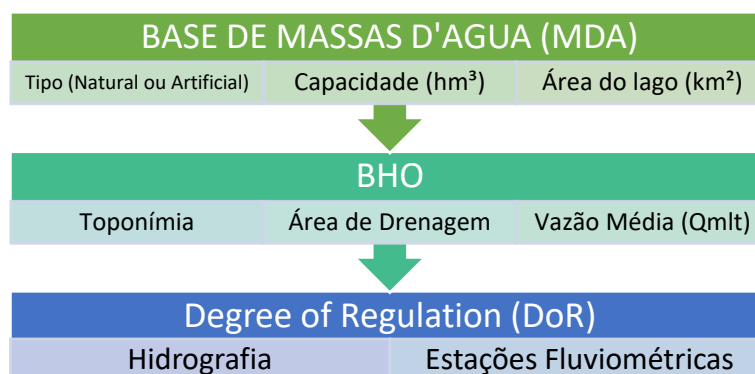 BASE DE MASSAS D'AGUA (MDA)
Tipo (Natural ou Artificial) Capacidade (hm³) Área do lago (km²)
BHO
Toponímia Área de Drenagem Vazão Média (Qmlt)
Degree of Regulation (DoR)
Hidrografia Estações Fluviométricas